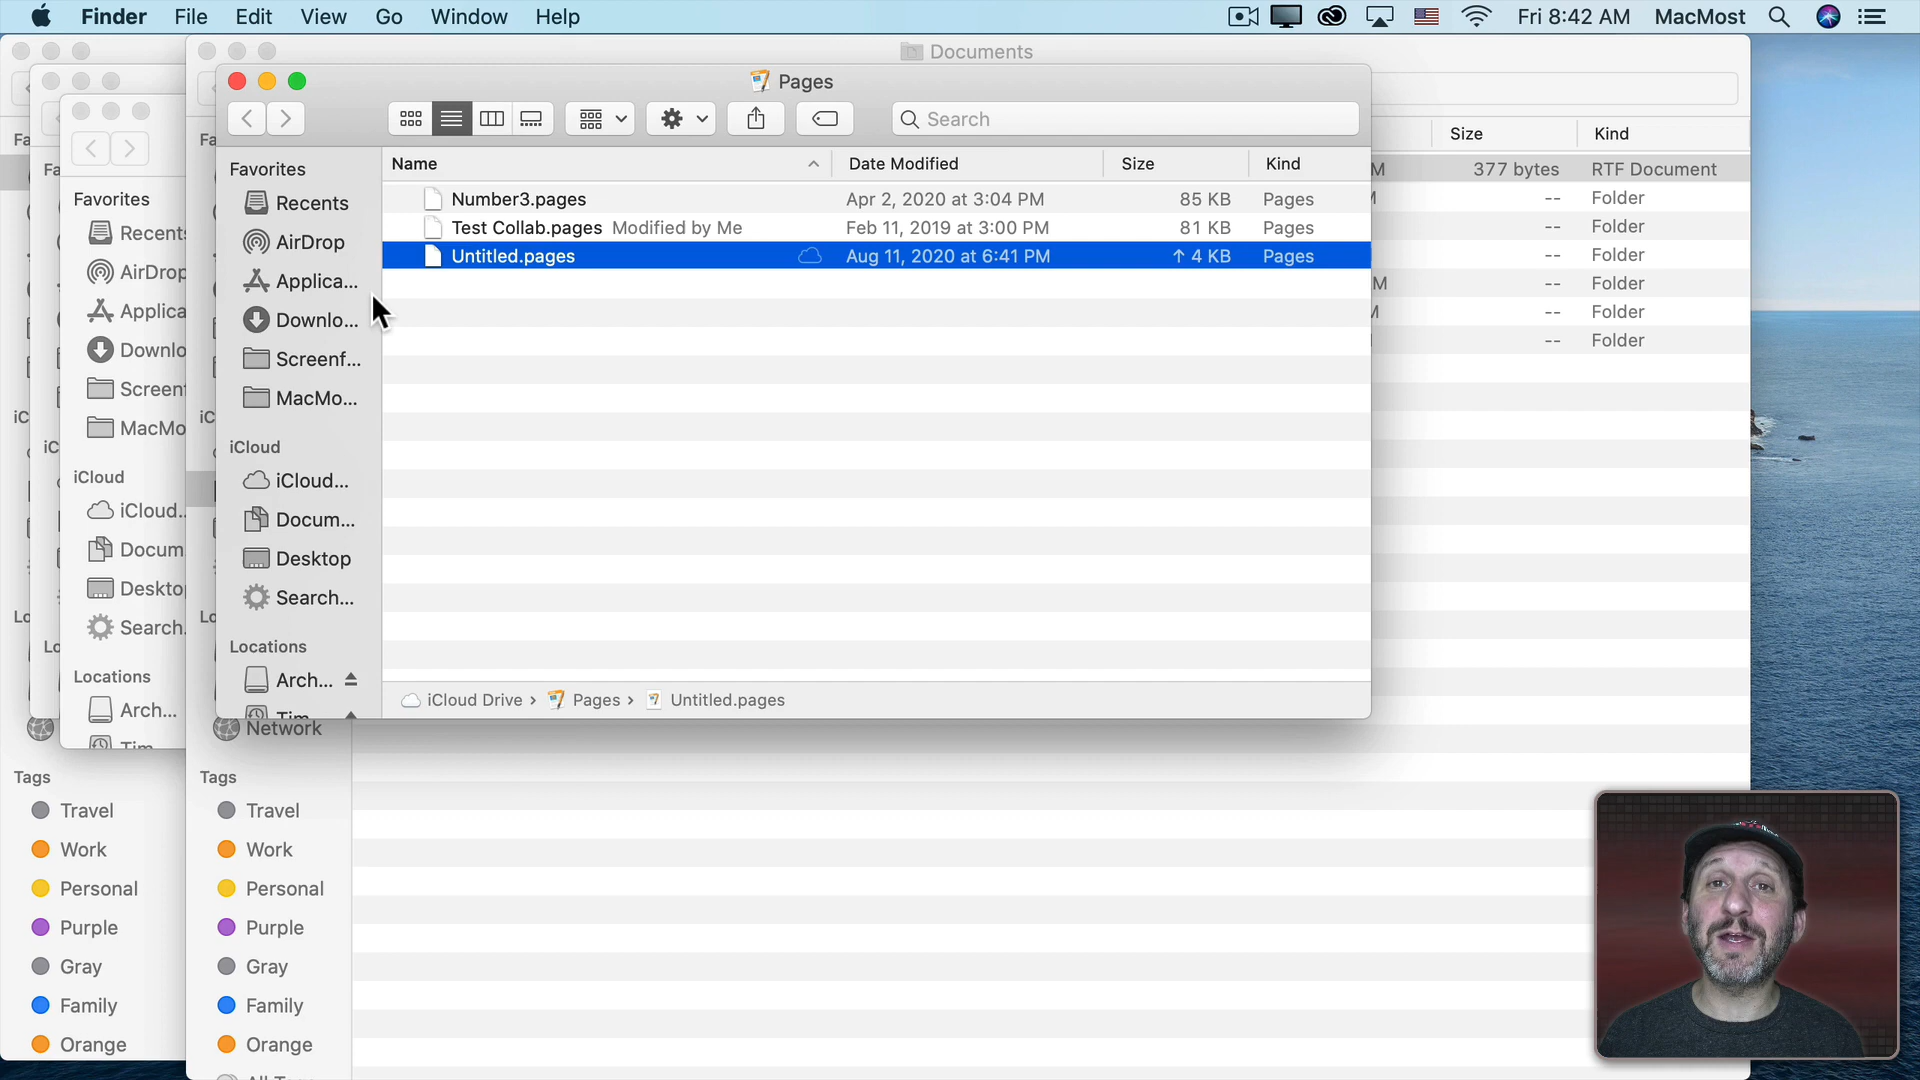 Finder File Edit View Go Window Help Fri 8:42 AM MacMost
Documents
Pages
Search
Size Kind
Name Date Modified Size Kind
377 bytes RTF Document
-- Folder
-- Folder
-- Folder
-- Folder
-- Folder
-- Folder
Number3.pages Apr 2, 2020 at 3:04 PM 85 KB Pages
Test Collab.pages Modified by Me Feb 11, 2019 at 3:00 PM 81 KB Pages
Untitled.pages Aug 11, 2020 at 6:41 PM ↑ 4 KB Pages
Favorites
Recents
AirDrop
Applica...
Downlo...
Screenf...
MacMo...
iCloud
iCloud...
Docum...
Desktop
Search...
Locations
Arch...
Tim
iCloud Drive › Pages › Untitled.pages
Favorites
Recents
AirDrop
Applica
Downlo
Screenf
MacMo
iCloud
iCloud..
Docum
Deskto
Search.
Locations
Arch...
Tim
Network
Tags
Travel
Work
Personal
Purple
Gray
Family
Orange
Tags
Travel
Work
Personal
Purple
Gray
Family
Orange